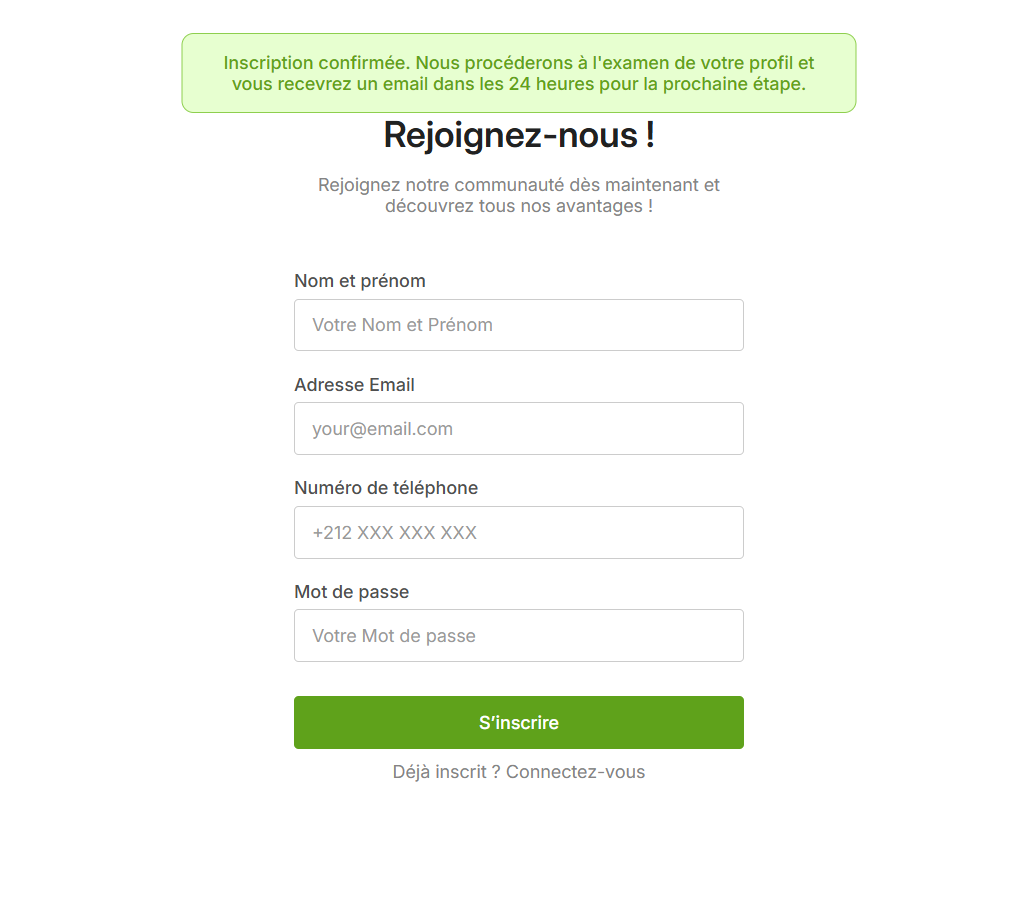 Inscription confirmée. Nous procéderons à l'examen de votre profil et
vous recevrez un email dans les 24 heures pour la prochaine étape.
Rejoignez-nous !
Rejoignez notre communauté dès maintenant et
découvrez tous nos avantages !
Nom et prénom
Votre Nom et Prénom
Adresse Email
your@email.com
Numéro de téléphone
+212 XXX XXX XXX
Mot de passe
Votre Mot de passe
S’inscrire
Déjà inscrit ? Connectez-vous